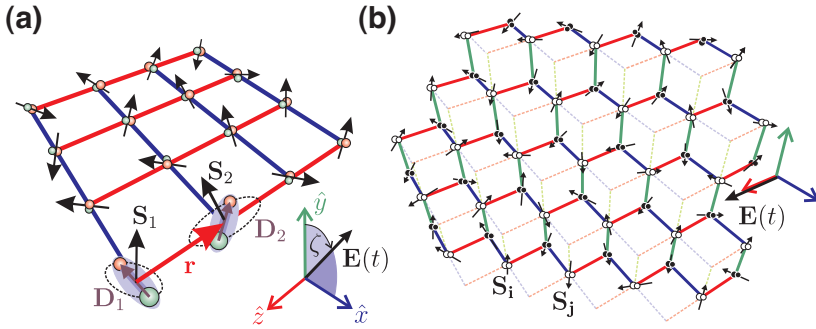 (a)
(b)
S₁
S₂
D₁
r
D₂
ŷ
ζ
E(t)
ẑ
x̂
Sᵢ
Sⱼ
E(t)